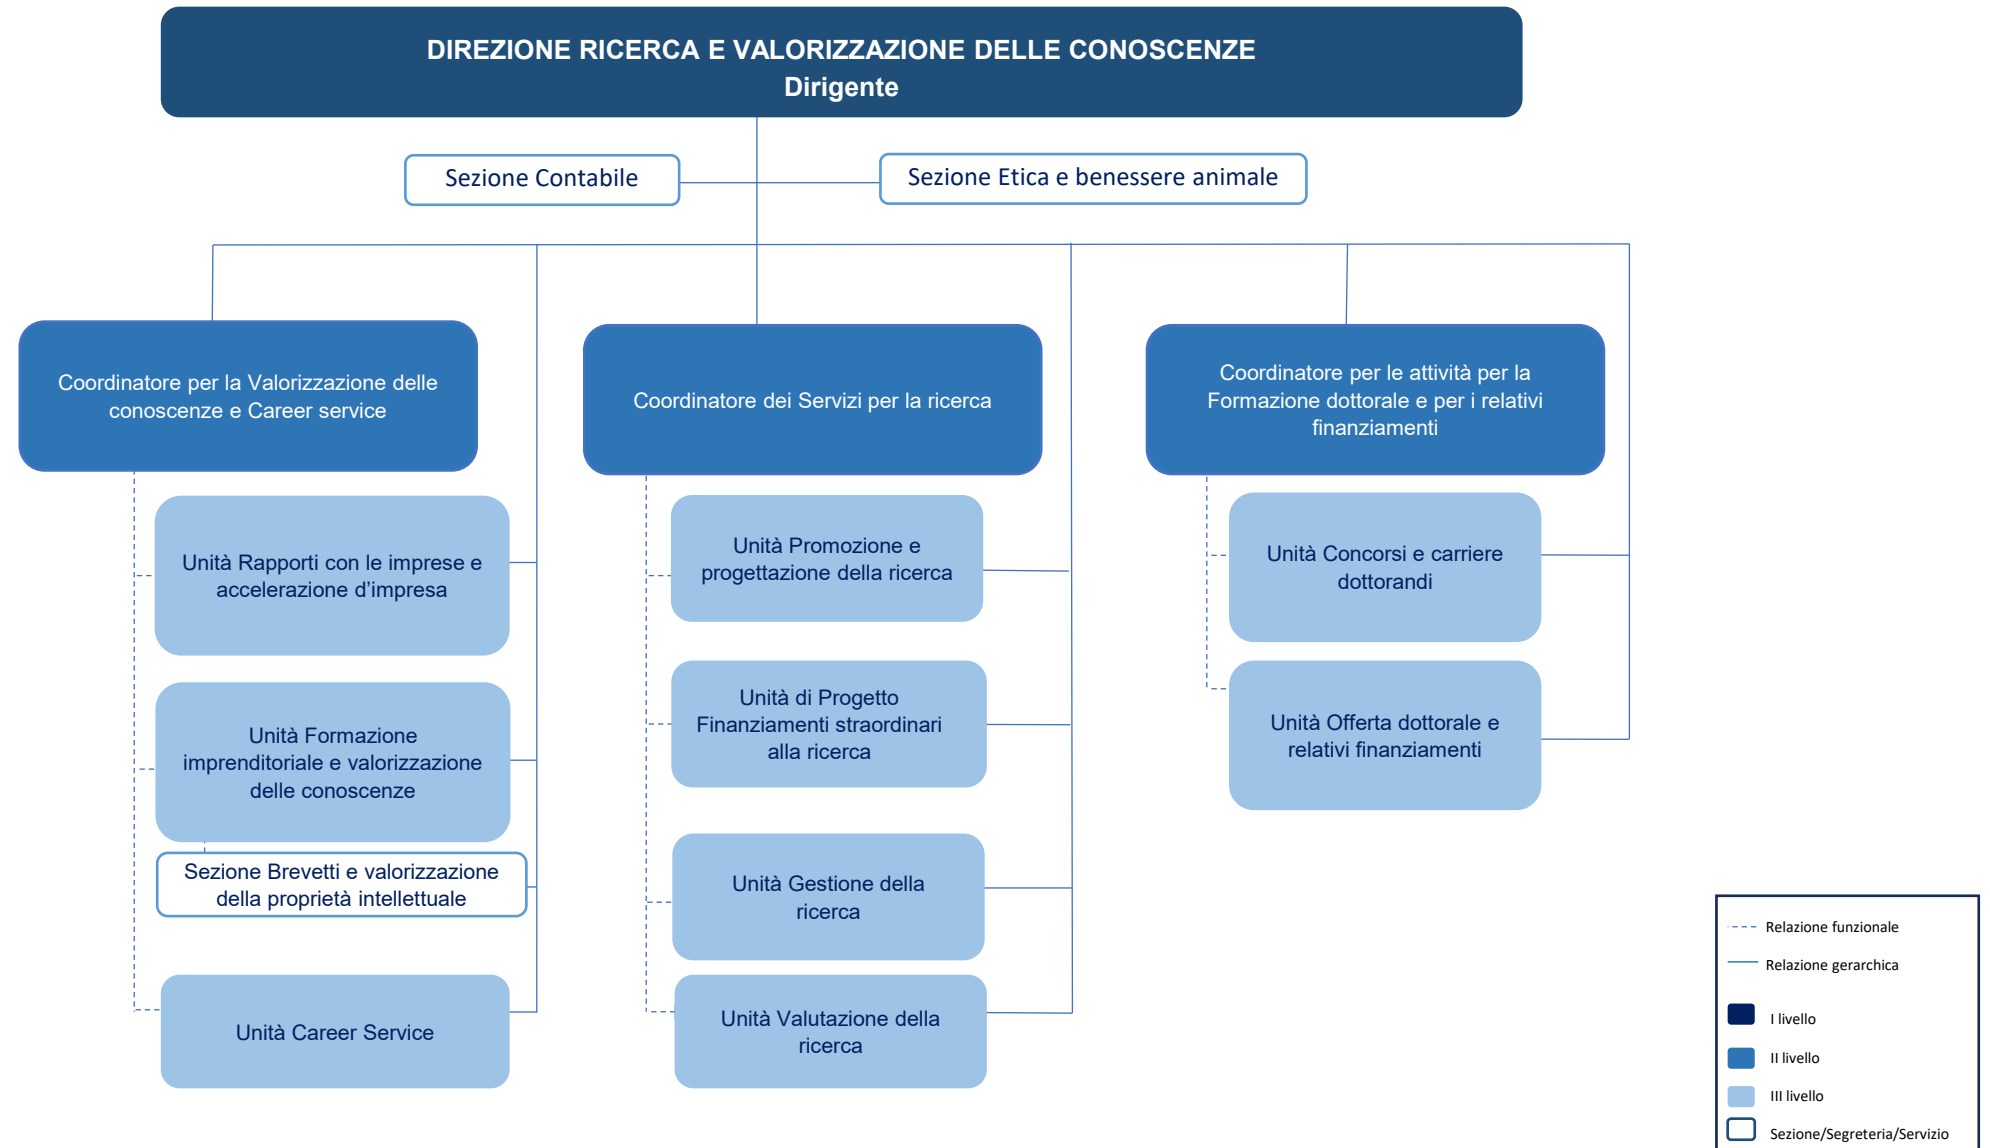 DIREZIONE RICERCA E VALORIZZAZIONE DELLE CONOSCENZE
Dirigente
Sezione Contabile
Sezione Etica e benessere animale
Coordinatore per la Valorizzazione delle
conoscenze e Career service
Coordinatore dei Servizi per la ricerca
Coordinatore per le attività per la
Formazione dottorale e per i relativi
finanziamenti
Unità Rapporti con le imprese e
accelerazione d’impresa
Unità Formazione
imprenditoriale e valorizzazione
delle conoscenze
Sezione Brevetti e valorizzazione
della proprietà intellettuale
Unità Career Service
Unità Promozione e
progettazione della ricerca
Unità di Progetto
Finanziamenti straordinari
alla ricerca
Unità Gestione della
ricerca
Unità Valutazione della
ricerca
Unità Concorsi e carriere
dottorandi
Unità Offerta dottorale e
relativi finanziamenti
Relazione funzionale
Relazione gerarchica
I livello
II livello
III livello
Sezione/Segreteria/Servizio